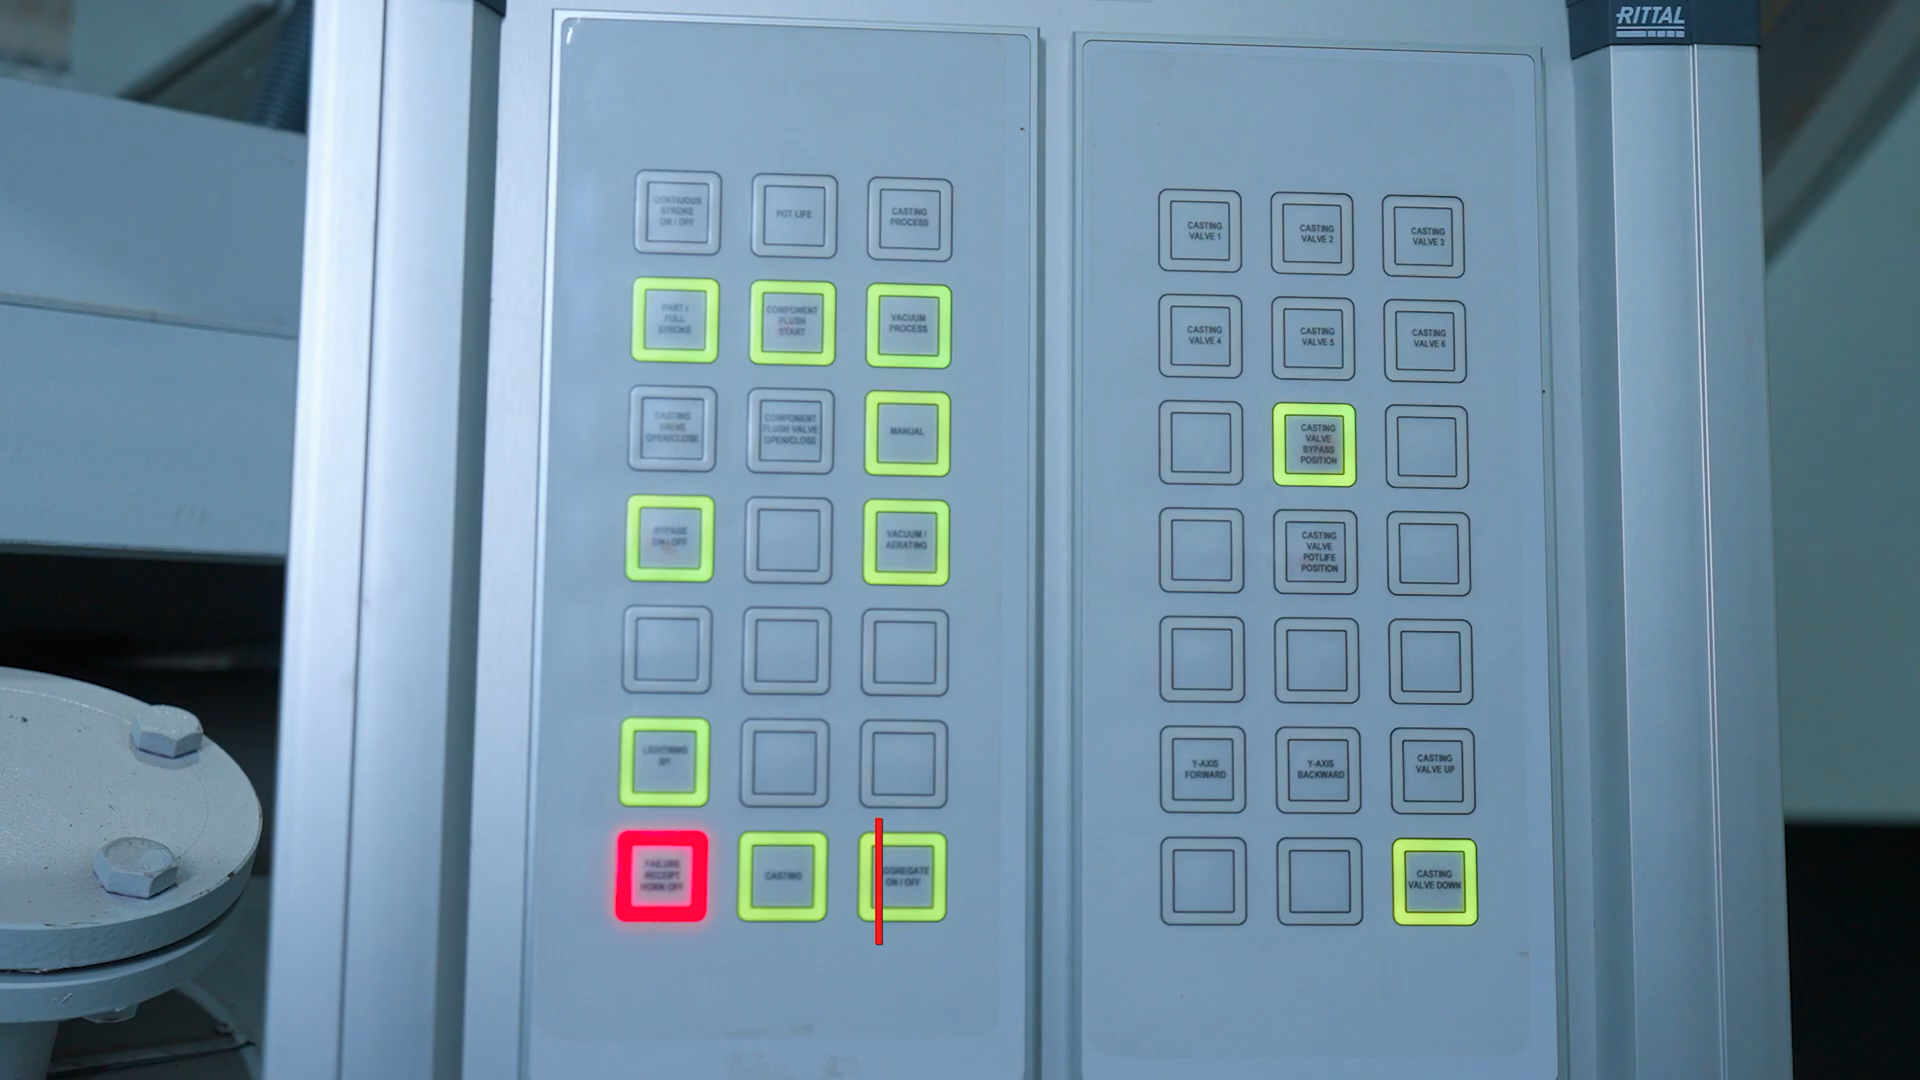 RITTAL
CONTIUOUS
STROKE
ON / OFF
POT LIFE
CASTING
PROCESS
PART /
FULL
STROKE
COMPONENT
FLUSH
START
VACUUM
PROCESS
CASTING
VALVE
OPEN/CLOSE
COMPONENT
FLUSH VALVE
OPEN/CLOSE
MANUAL
BYPASS
ON / OFF
VACUUM /
AERATING
LIGHTNING
FAILURE
RECEIPT
HORN OFF
CASTING
GGREGATE
ON / OFF
CASTING
VALVE 1
CASTING
VALVE 2
CASTING
VALVE 3
CASTING
VALVE 4
CASTING
VALVE 5
CASTING
VALVE 6
CASTING
VALVE
BYPASS
POSITION
CASTING
VALVE
POTLIFE
POSITION
Y-AXIS
FORWARD
Y-AXIS
BACKWARD
CASTING
VALVE UP
CASTING
VALVE DOWN